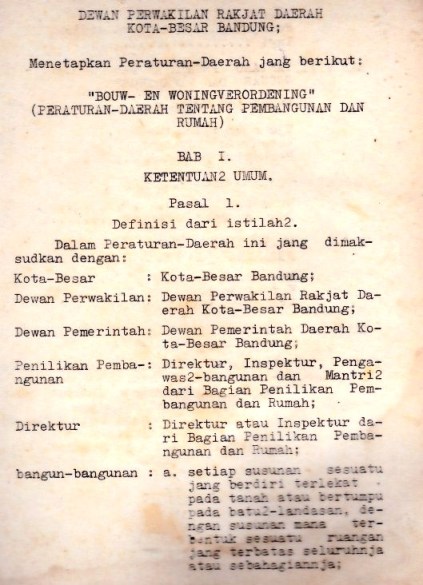 DEWAN PERWAKILAN RAKJAT DAERAH
KOTA-BESAR BANDUNG;
Menetapkan Peraturan-Daerah jang berikut:
"BOUW- EN WONINGVERORDENING"
(PERATURAN-DAERAH TENTANG PEMBANGUNAN DAN
RUMAH)
BAB I.
KETENTUAN2 UMUM.
Pasal 1.
Definisi dari istilah2.
Dalam Peraturan-Daerah ini jang dimak-
sudkan dengan:
Kota-Besar : Kota-Besar Bandung;
Dewan Perwakilan: Dewan Perwakilan Rakjat Da-
erah Kota-Besar Bandung;
Dewan Pemerintah: Dewan Pemerintah Daerah Ko-
ta-Besar Bandung;
Penilikan Pemba-: Direktur, Inspektur, Penga-
ngunan was2-bangunan dan Mantri2
dari Bagian Penilikan Pem-
bangunan dan Rumah;
Direktur : Direktur atau Inspektur da-
ri Bagian Penilikan Pemba-
ngunan dan Rumah;
bangun-bangunan : a. setiap susunan sesuatu
jang berdiri terlekat
pada tanah atau bertumpu
pada batu2-landasan, de-
ngan susunan mana ter-
bentuk sesuatu ruangan
jang terbatas seluruhnja
atau sebahagiannja;